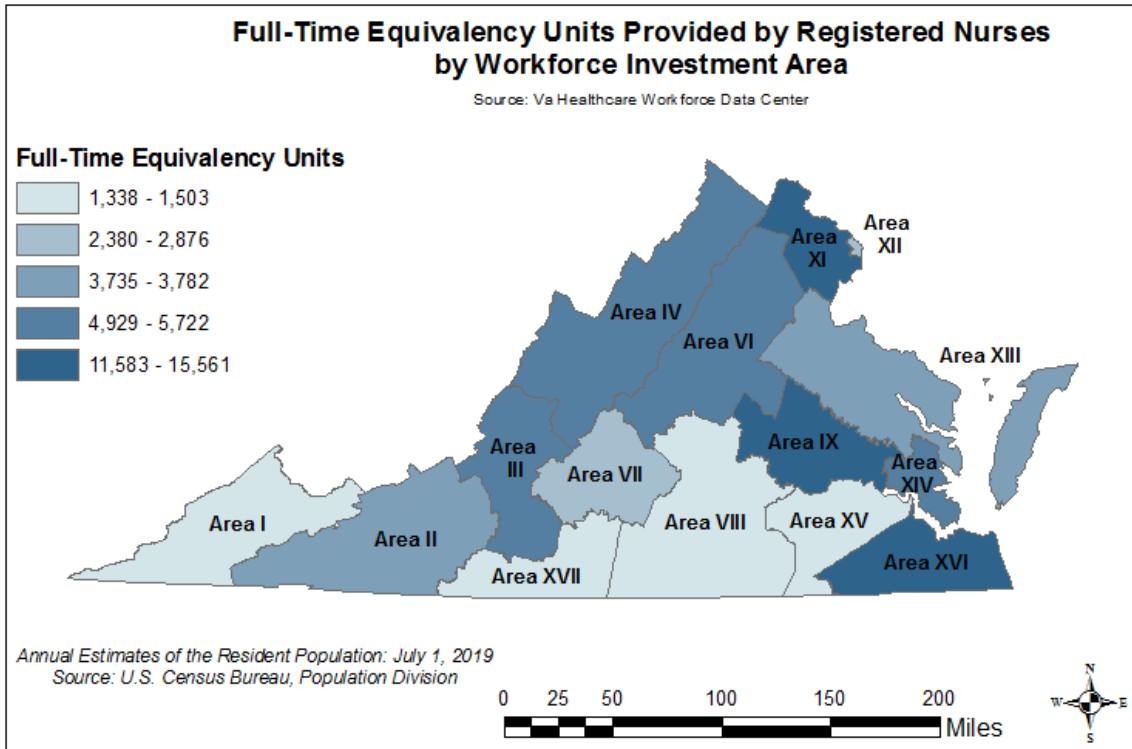 Full-Time Equivalency Units Provided by Registered Nurses
by Workforce Investment Area
Source: Va Healthcare Workforce Data Center
Full-Time Equivalency Units
1,338 - 1,503
2,380 - 2,876
3,735 - 3,782
4,929 - 5,722
11,583 - 15,561
Area
XII
Area
XI
Area IV
Area VI
Area XIII
Area
III
Area IX
Area VII
Area
XIV
Area I
Area II
Area VIII
Area XV
Area XVII
Area XVI
Annual Estimates of the Resident Population: July 1, 2019
Source: U.S. Census Bureau, Population Division
0 25 50 100 150 200
Miles
N
W E
S